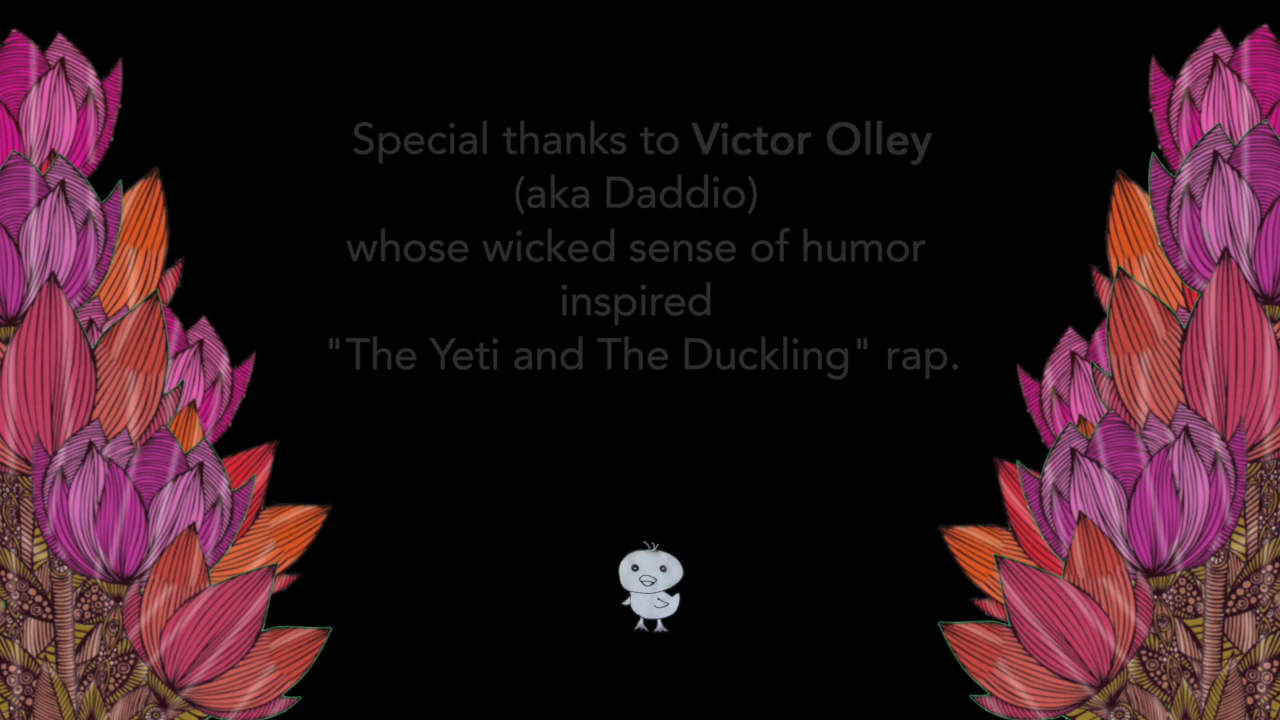 Special thanks to Victor Olley
(aka Daddio)
whose wicked sense of humor
inspired
"The Yeti and The Duckling" rap.